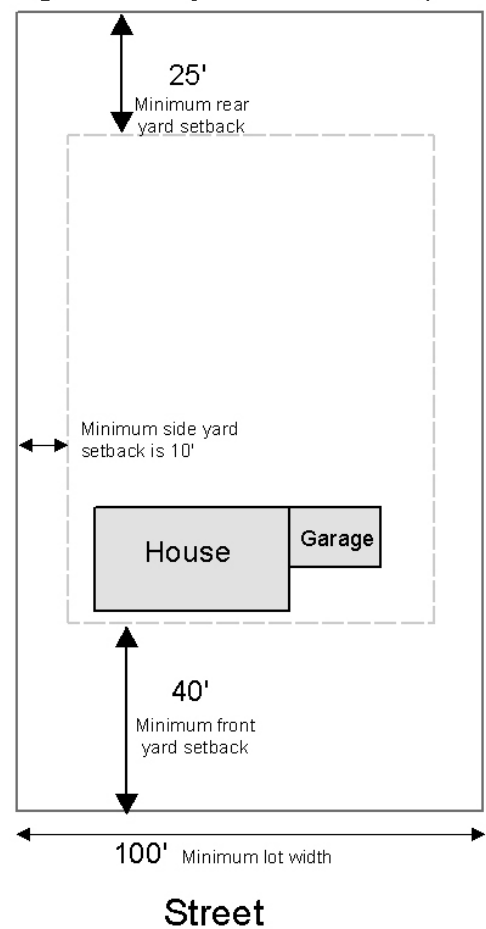 25'
Minimum rear
yard setback
Minimum side yard
setback is 10'
House
Garage
40'
Minimum front
yard setback
100' Minimum lot width
Street